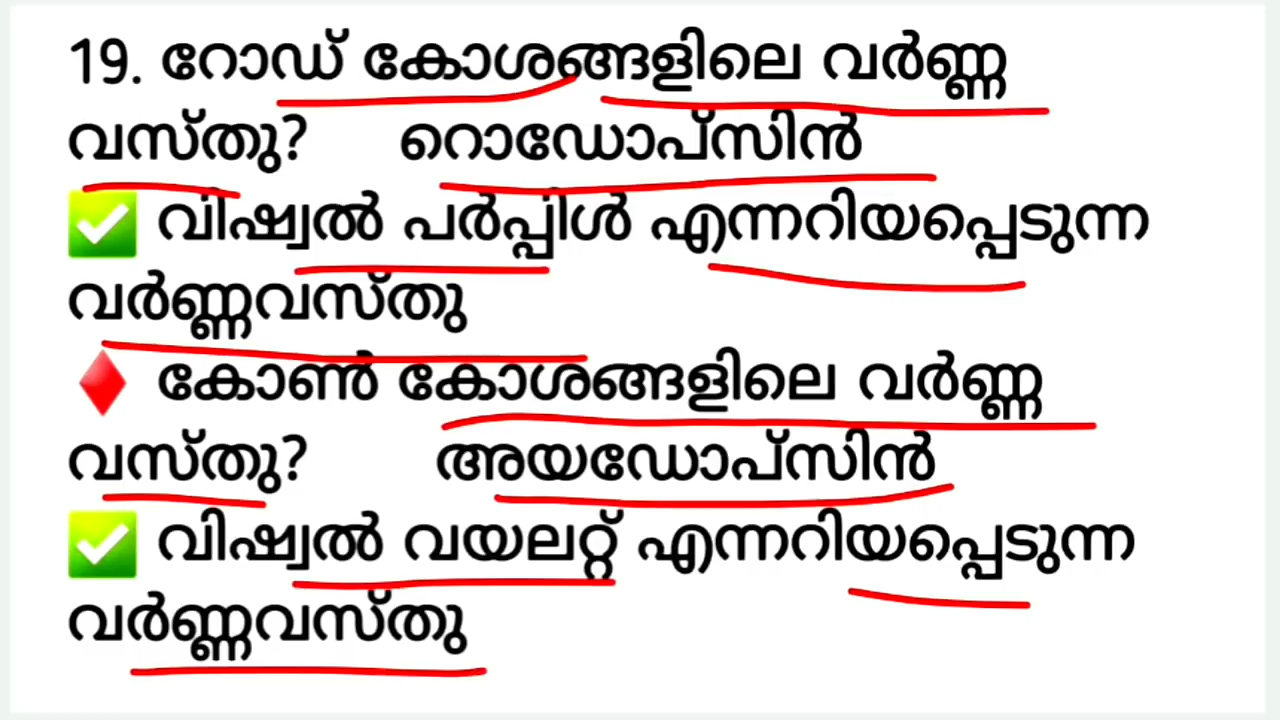 19. റോഡ് കോശങ്ങളിലെ വർണ്ണ
വസ്തു? റൊഡോപ്സിൻ
✅ വിഷ്വൽ പർപ്പിൾ എന്നറിയപ്പെടുന്ന
വർണ്ണവസ്തു
♦️ കോൺ കോശങ്ങളിലെ വർണ്ണ
വസ്തു? അയഡോപ്സിൻ
✅ വിഷ്വൽ വയലറ്റ് എന്നറിയപ്പെടുന്ന
വർണ്ണവസ്തു